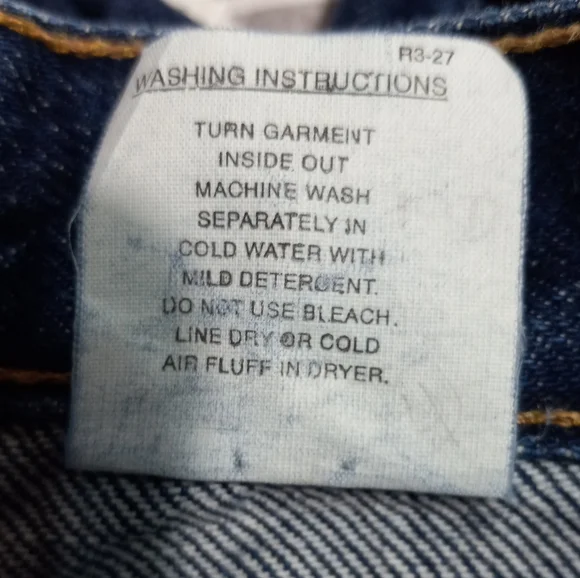 R3-27
WASHING INSTRUCTIONS
TURN GARMENT
INSIDE OUT
MACHINE WASH
SEPARATELY IN
COLD WATER WITH
MILD DETERGENT.
DO NOT USE BLEACH.
LINE DRY OR COLD
AIR FLUFF IN DRYER.